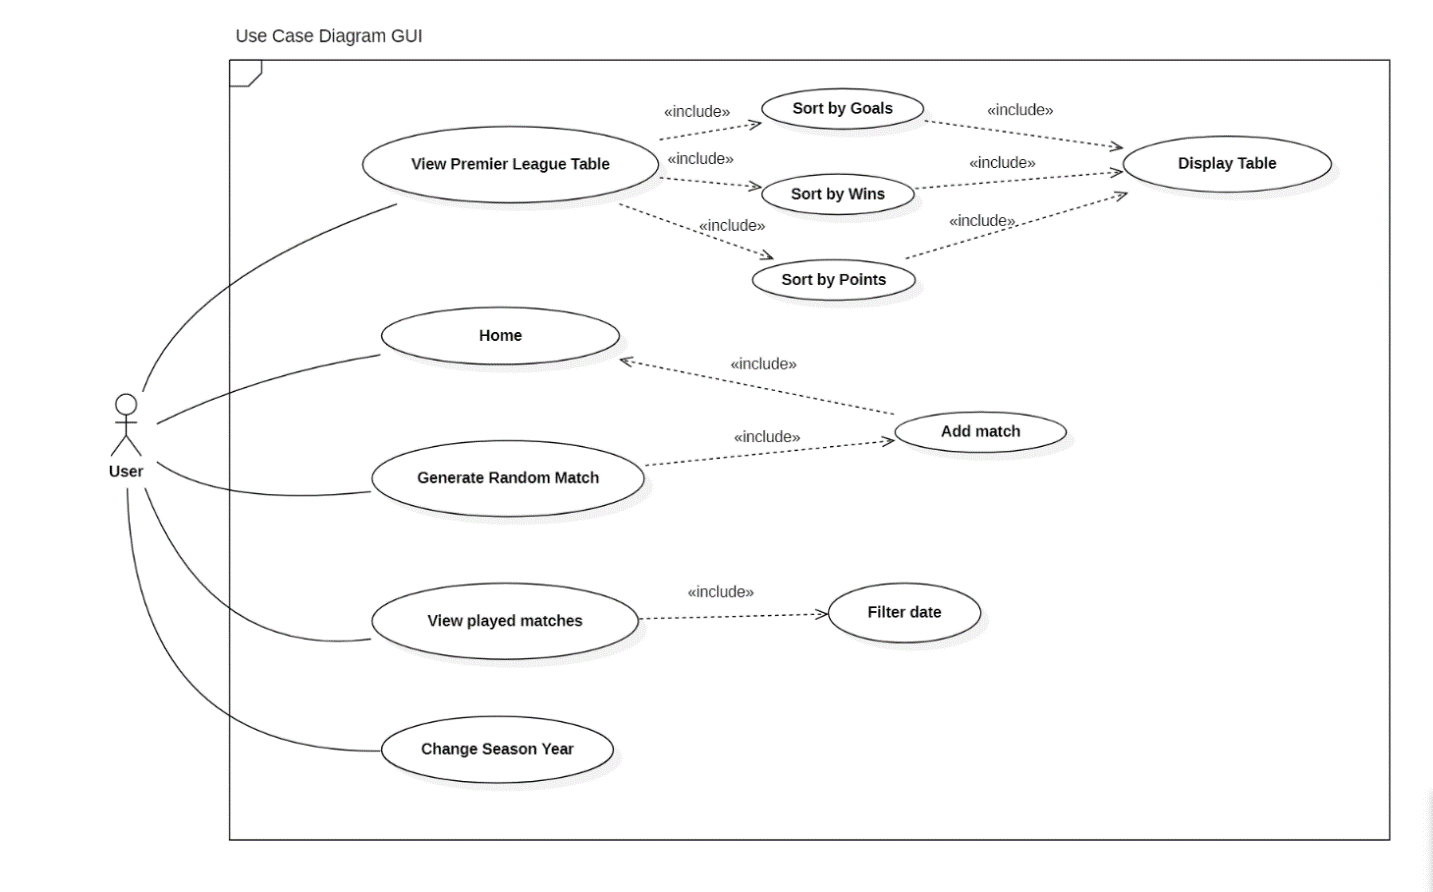 Use Case Diagram GUI
«include»
Sort by Goals
«include»
View Premier League Table
«include»
Sort by Wins
«include»
Display Table
«include»
Sort by Points
«include»
Home
«include»
Add match
«include»
Generate Random Match
User
View played matches
«include»
Filter date
Change Season Year